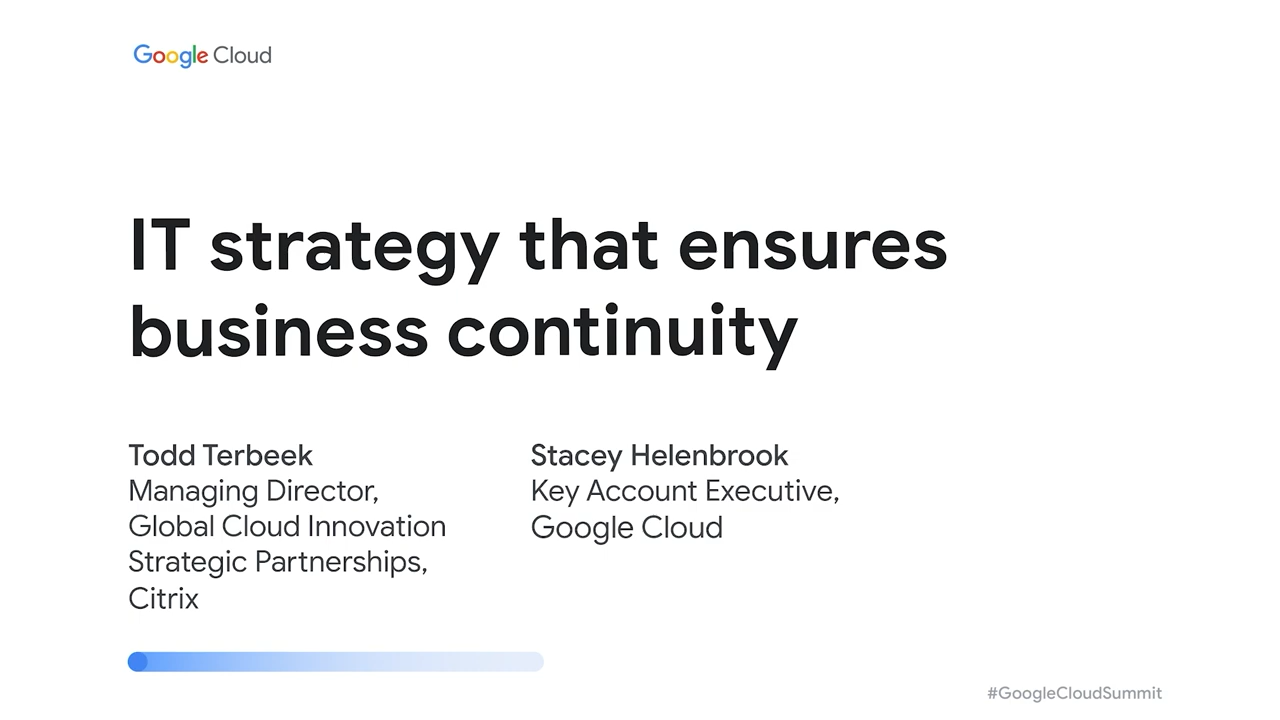 Google Cloud
IT strategy that ensures
business continuity
Todd Terbeek
Managing Director,
Global Cloud Innovation
Strategic Partnerships,
Citrix
Stacey Helenbrook
Key Account Executive,
Google Cloud
#GoogleCloudSummit